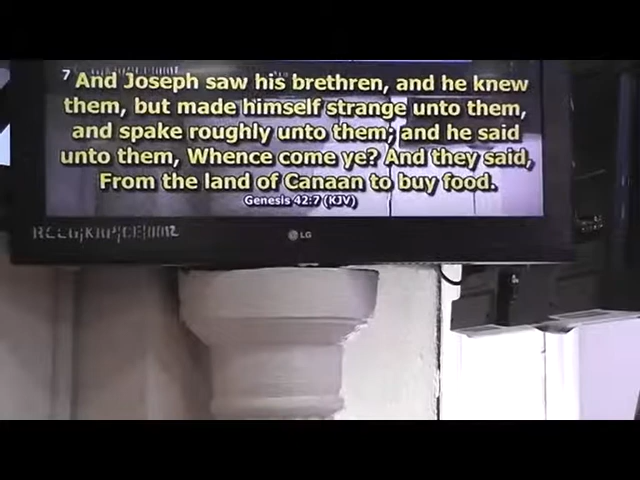 7 And Joseph saw his brethren, and he knew
them, but made himself strange unto them,
and spake roughly unto them; and he said
unto them, Whence come ye? And they said,
From the land of Canaan to buy food.
Genesis 42:7 (KJV)
LG